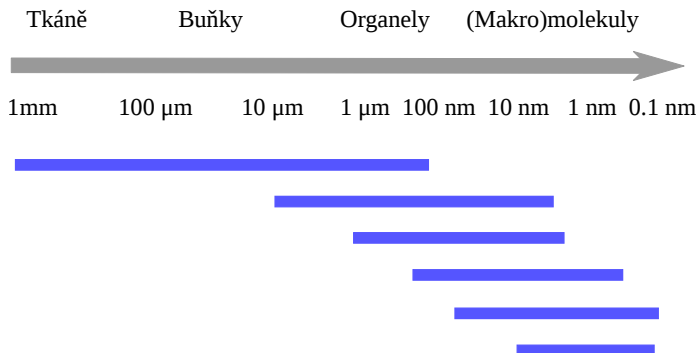 Tkáně Buňky Organely (Makro)molekuly
1mm 100 μm 10 μm 1 μm 100 nm 10 nm 1 nm 0.1 nm